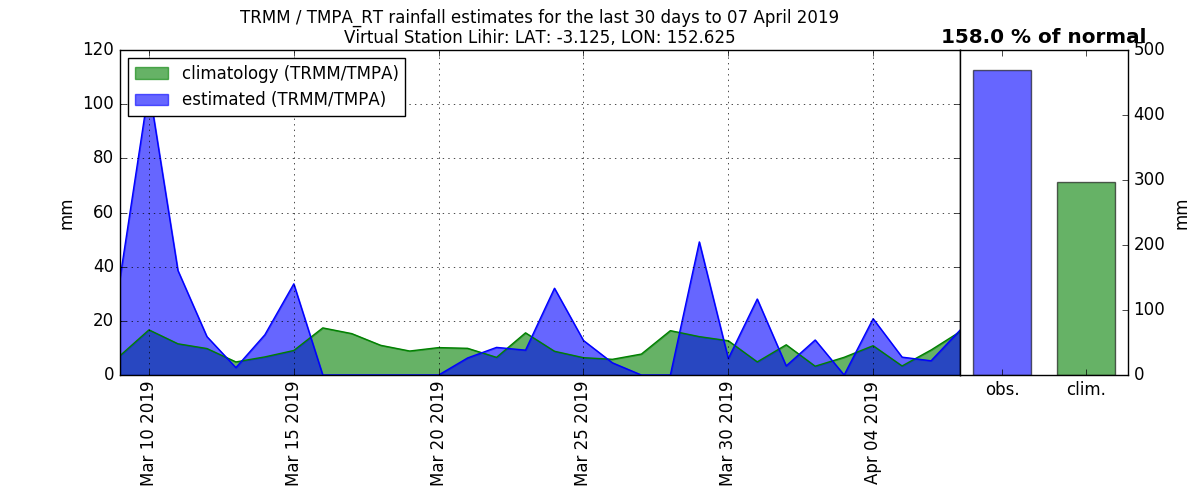 TRMM / TMPA_RT rainfall estimates for the last 30 days to 07 April 2019
Virtual Station Lihir: LAT: -3.125, LON: 152.625
158.0 % of normal
climatology (TRMM/TMPA)
estimated (TRMM/TMPA)
mm
120
100
80
60
40
20
0
Mar 10 2019
Mar 15 2019
Mar 20 2019
Mar 25 2019
Mar 30 2019
Apr 04 2019
obs.
clim.
500
400
300
200
100
0
mm